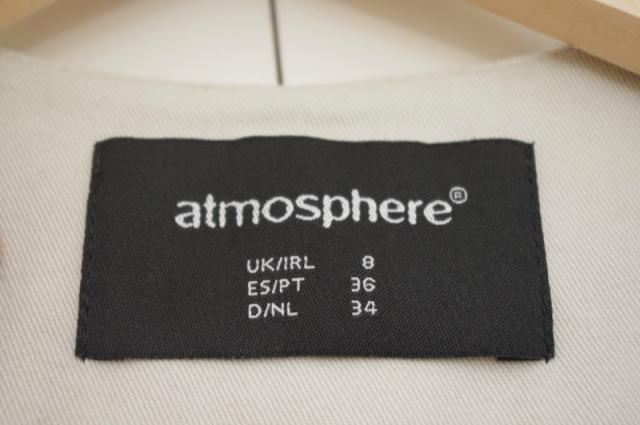 atmosphere®
UK/IRL 8
ES/PT 36
D/NL 34